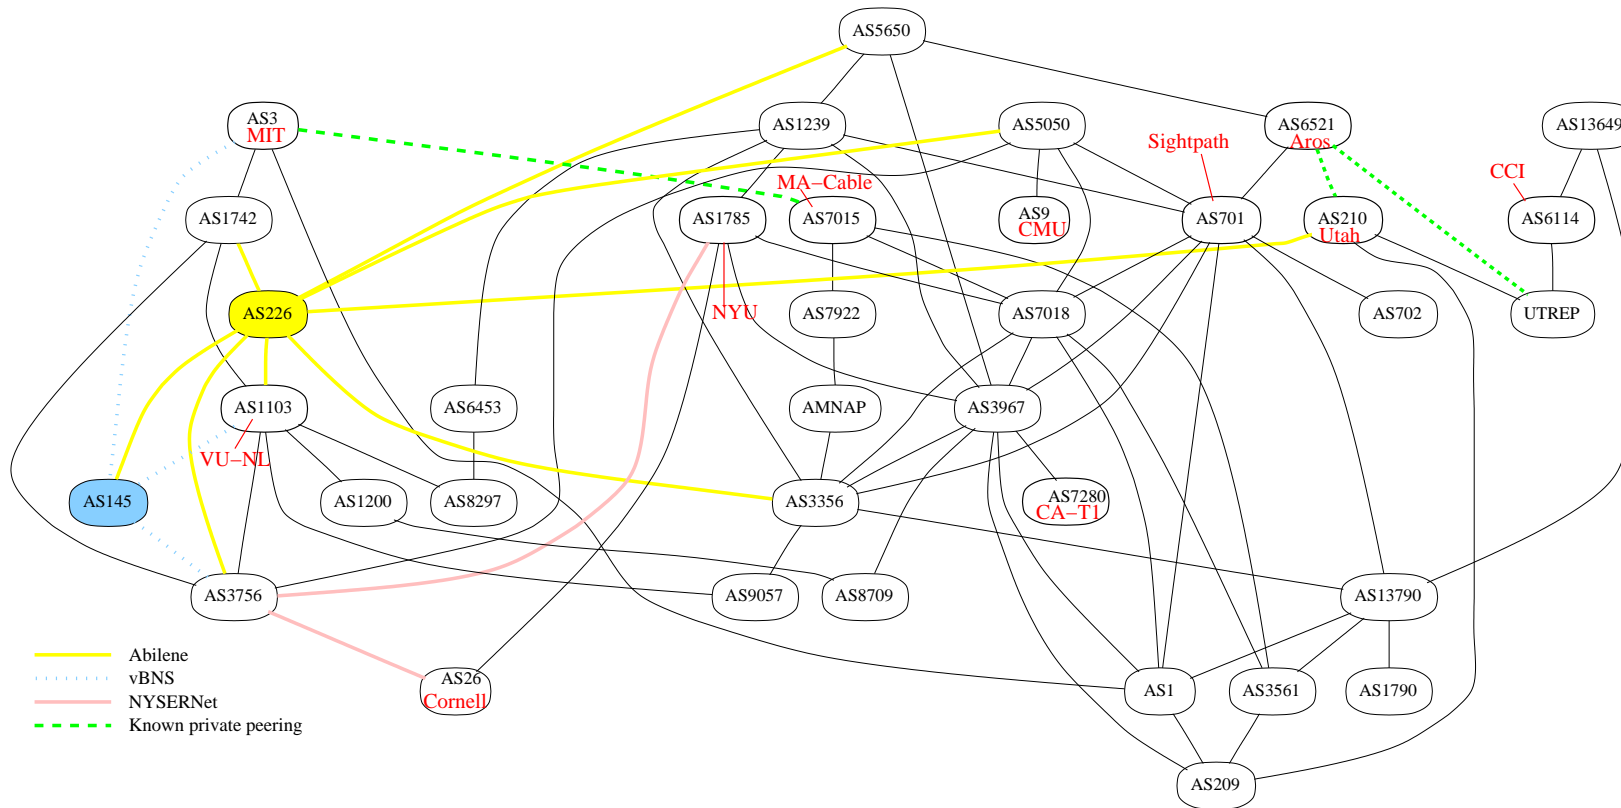 AS5650
AS3
MIT
AS1239
AS5050
AS6521
Aros
AS13649
Sightpath
CCI
MA−Cable
AS1742
AS1785
AS7015
AS9
CMU
AS701
AS210
Utah
AS6114
AS226
NYU
AS7922
AS7018
AS702
UTREP
AS1103
AS6453
AMNAP
AS3967
VU−NL
AS145
AS1200
AS8297
AS3356
AS7280
CA−T1
AS3756
AS9057
AS8709
AS13790
Abilene
vBNS
NYSERNet
Known private peering
AS26
Cornell
AS1
AS3561
AS1790
AS209